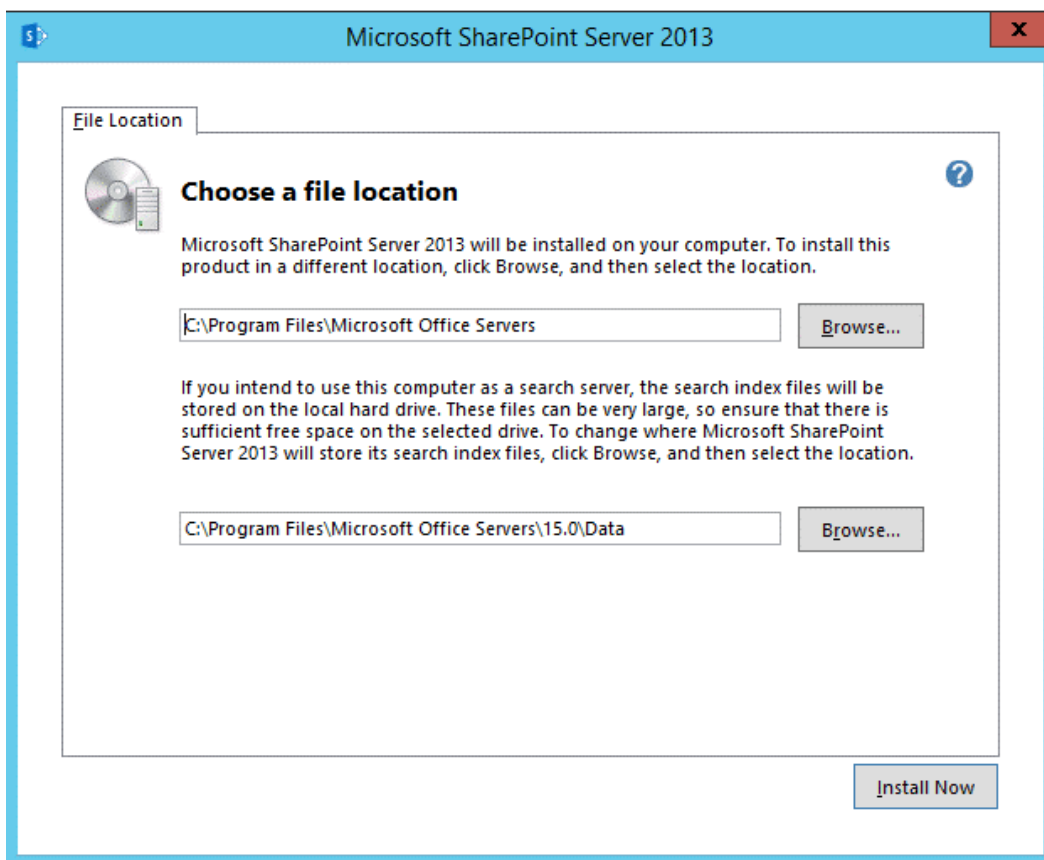 Microsoft SharePoint Server 2013
x
File Location
?
Choose a file location
Microsoft SharePoint Server 2013 will be installed on your computer. To install this
product in a different location, click Browse, and then select the location.
C:\Program Files\Microsoft Office Servers
Browse...
If you intend to use this computer as a search server, the search index files will be
stored on the local hard drive. These files can be very large, so ensure that there is
sufficient free space on the selected drive. To change where Microsoft SharePoint
Server 2013 will store its search index files, click Browse, and then select the location.
C:\Program Files\Microsoft Office Servers\15.0\Data
Browse...
Install Now